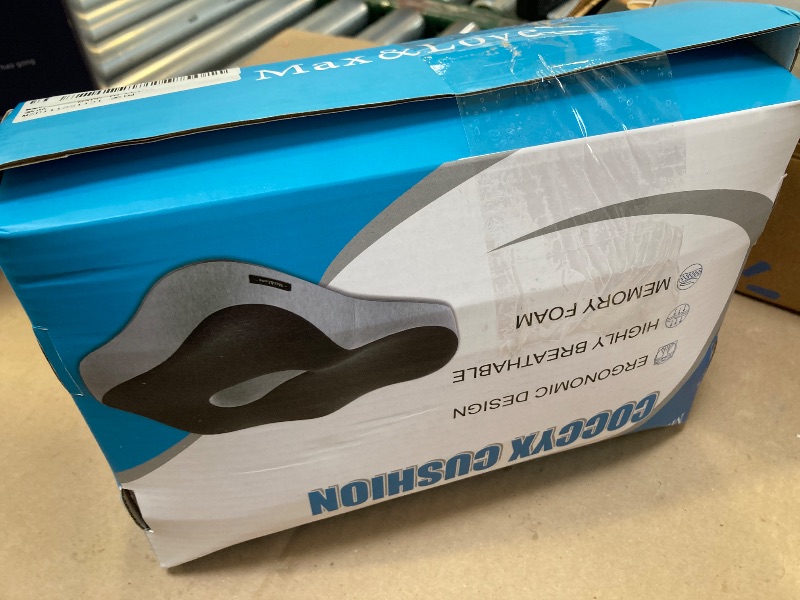 Max&Love
COCCYX CUSHION
ERGONOMIC DESIGN
HIGHLY BREATHABLE
MEMORY FOAM